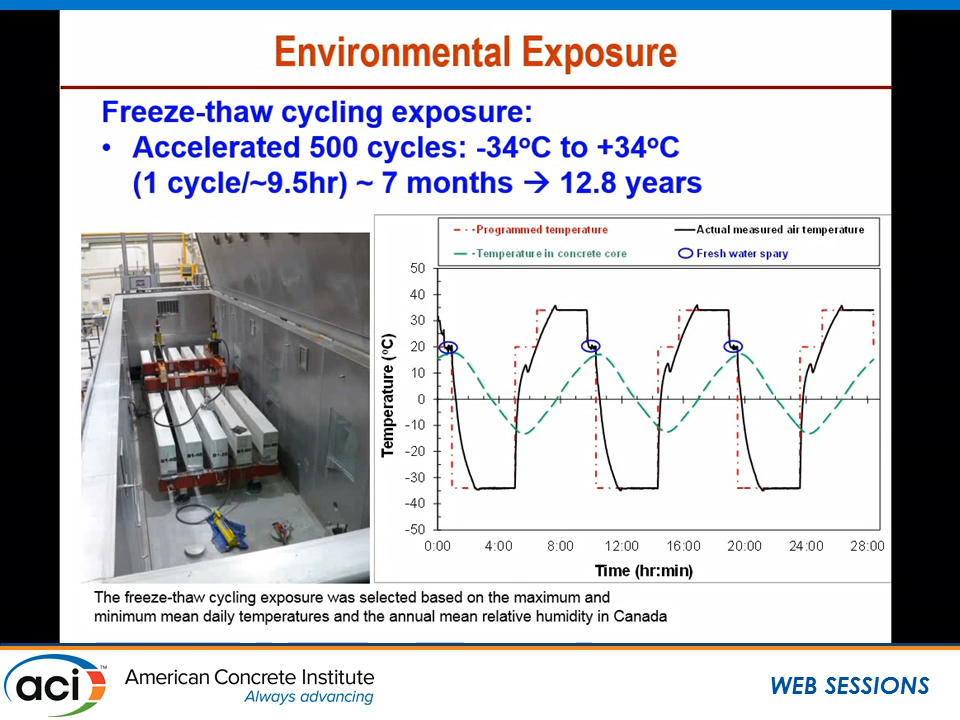 Environmental Exposure
Freeze-thaw cycling exposure:
• Accelerated 500 cycles: -34ºC to +34ºC
(1 cycle/~9.5hr) ~ 7 months → 12.8 years
Programmed temperature
Actual measured air temperature
Temperature in concrete core
Fresh water spary
50
40
30
20
10
0
-10
-20
-30
-40
-50
Temperature (ºC)
0:00 4:00 8:00 12:00 16:00 20:00 24:00 28:00
Time (hr:min)
The freeze-thaw cycling exposure was selected based on the maximum and
minimum mean daily temperatures and the annual mean relative humidity in Canada
aci™
American Concrete Institute
Always advancing
WEB SESSIONS